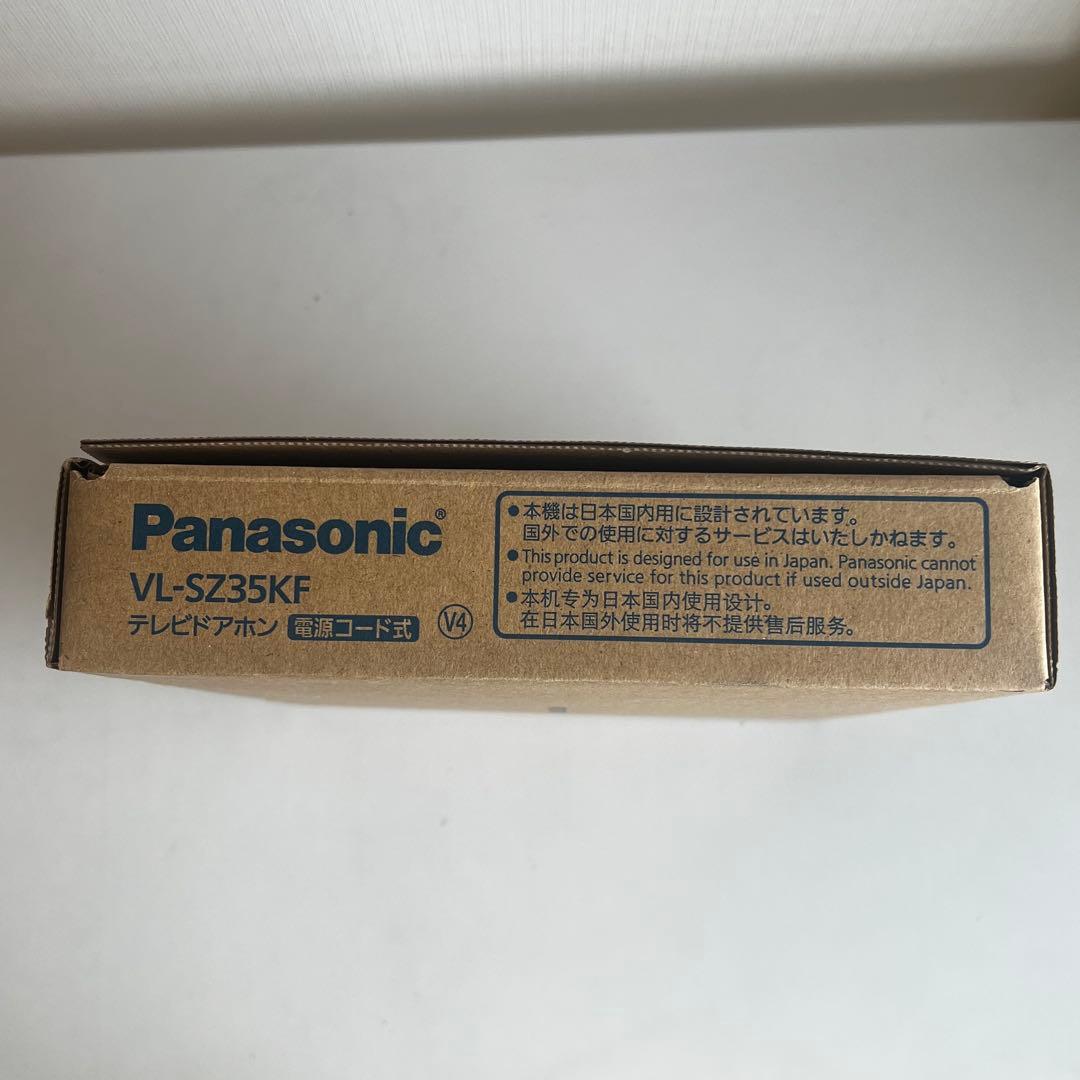 Panasonic®
VL-SZ35KF
テレビドアホン 電源コード式 V4
●本機は日本国内用に設計されています。
国外での使用に対するサービスはいたしかねます。
●This product is designed for use in Japan. Panasonic cannot
provide service for this product if used outside Japan.
●本机专为日本国内使用设计。
在日本国外使用时将不提供售后服务。